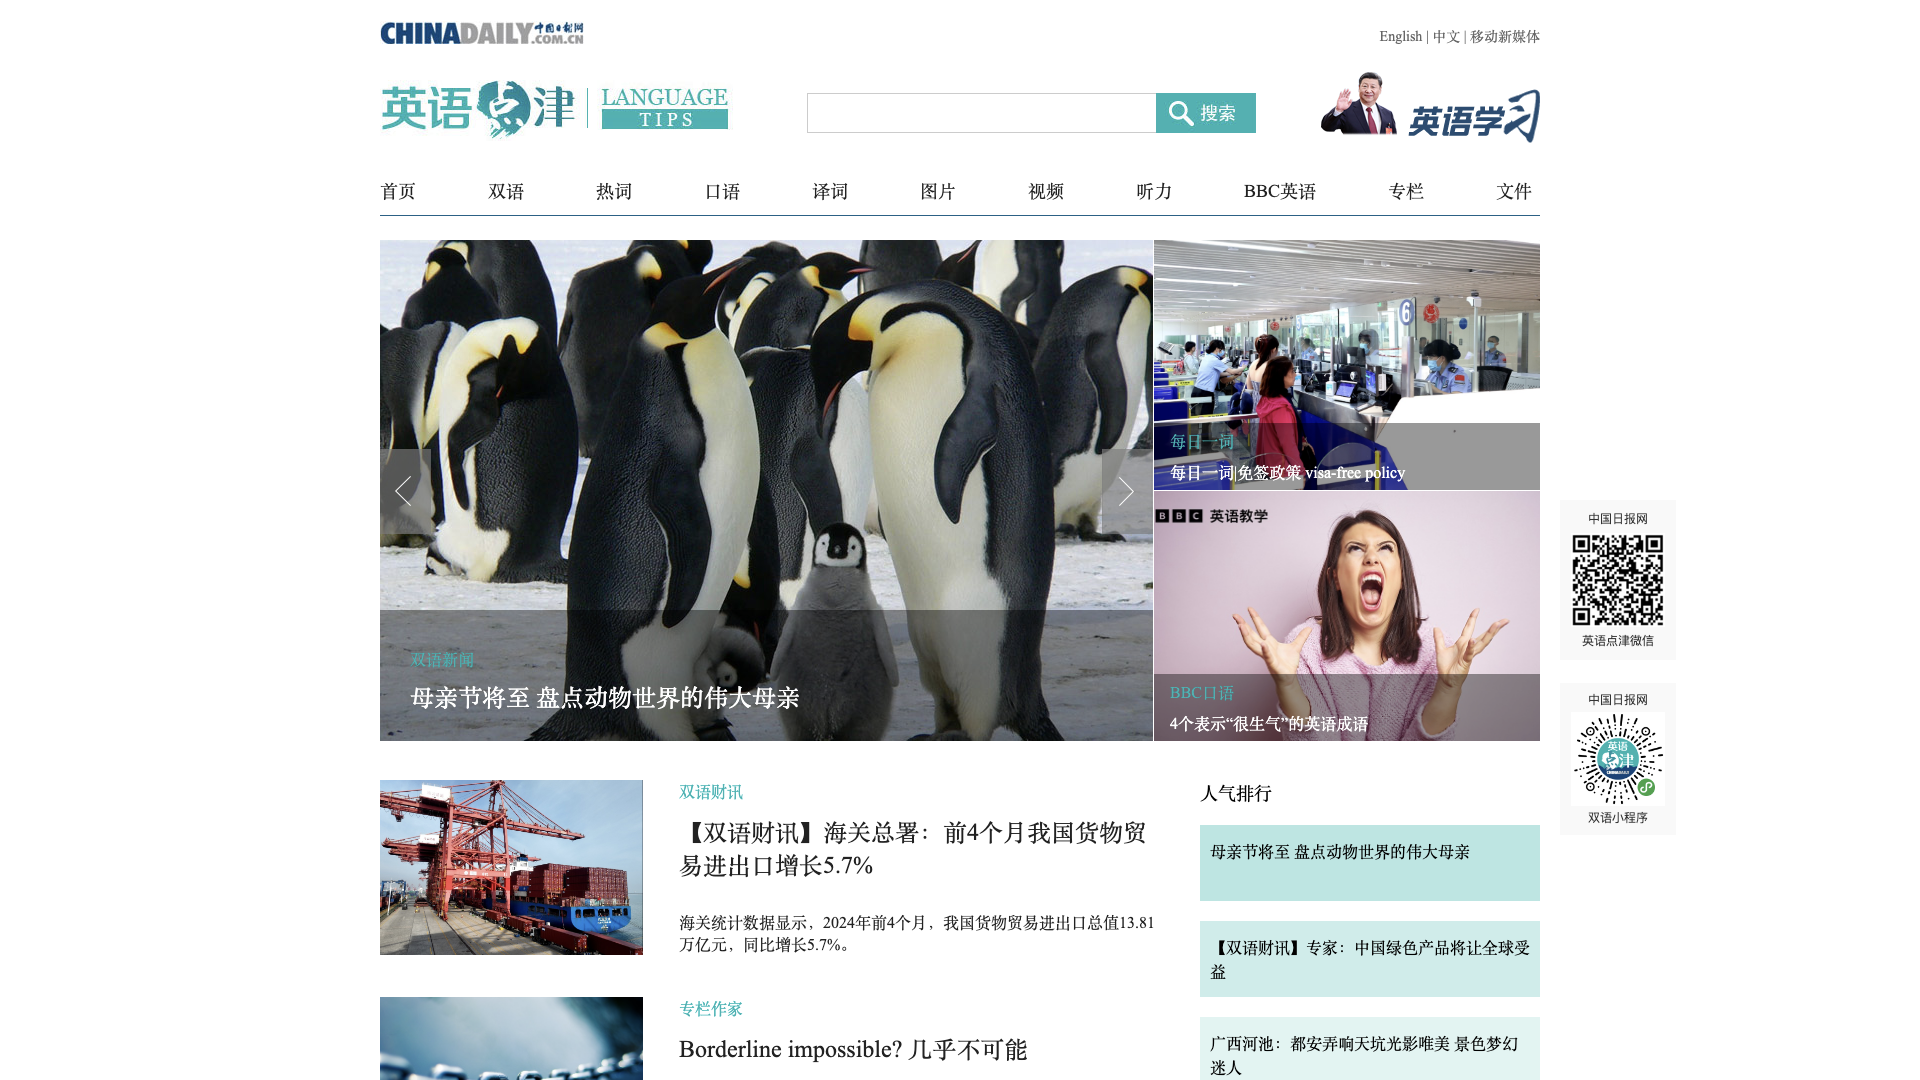 CHINADAILY 中国日报网
.COM.CN
English | 中文 | 移动新媒体
英语点津
LANGUAGE
TIPS
搜索
英语学习
首页 双语 热词 口语 译词 图片 视频 听力 BBC英语 专栏 文件
双语新闻
母亲节将至 盘点动物世界的伟大母亲
6
每日一词
每日一词|免签政策 visa-free policy
BBC 英语教学
BBC口语
4个表示“很生气”的英语成语
中国日报网
英语点津微信
中国日报网
英语点津
CHINADAILY
双语小程序
双语财讯
【双语财讯】海关总署：前4个月我国货物贸
易进出口增长5.7%
海关统计数据显示，2024年前4个月，我国货物贸易进出口总值13.81
万亿元，同比增长5.7%。
专栏作家
Borderline impossible? 几乎不可能
人气排行
母亲节将至 盘点动物世界的伟大母亲
【双语财讯】专家：中国绿色产品将让全球受
益
广西河池：都安弄响天坑光影唯美 景色梦幻
迷人